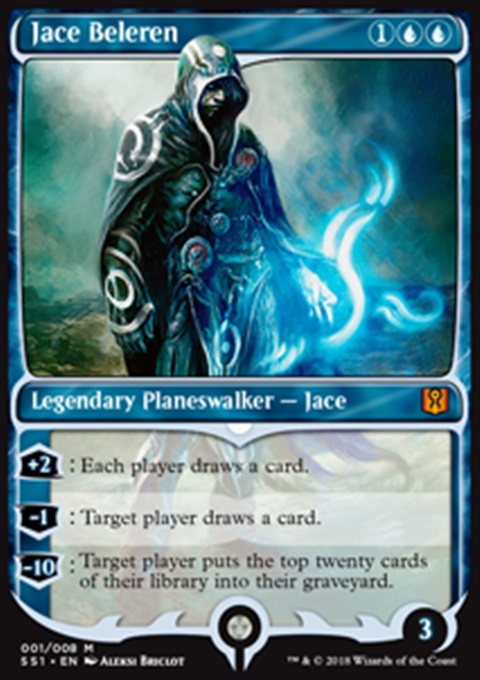 Jace Beleren 1
Legendary Planeswalker — Jace
+2 : Each player draws a card.
-1 : Target player draws a card.
-10 : Target player puts the top twenty cards
of their library into their graveyard.
3
001/008 M
SS1 • EN Aleksi Briclot
™ & © 2018 Wizards of the Coast